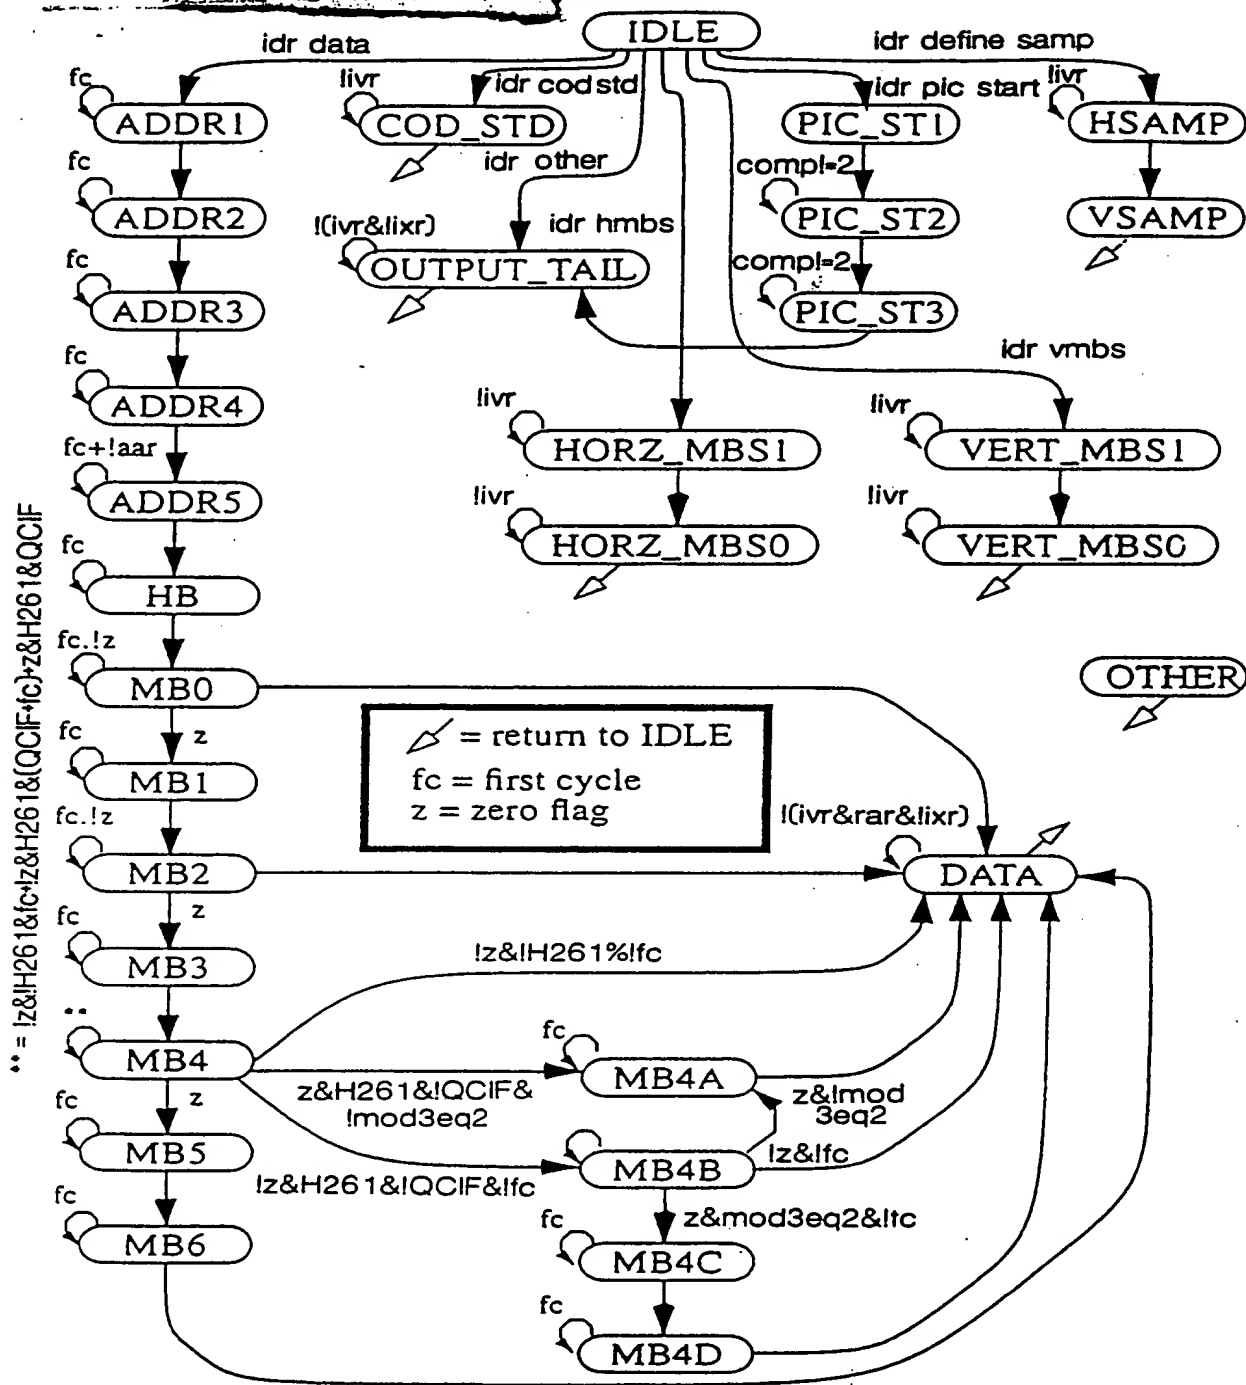 IDLE
idr data
idr define samp
fc
!ivr
idr cod std
idr pic start
!ivr
ADDR1
COD_STD
PIC_ST1
HSAMP
fc
idr other
comp!=2
ADDR2
!(ivr&!ixr)
idr hmbs
PIC_ST2
VSAMP
fc
OUTPUT_TAIL
comp!=2
ADDR3
PIC_ST3
fc
idr vmbs
ADDR4
!ivr
!ivr
fc+!aar
HORZ_MBS1
VERT_MBS1
ADDR5
!ivr
!ivr
fc
HORZ_MBS0
VERT_MBS0
HB
fc.!z
MB0
OTHER
fc
z
= return to IDLE
MB1
fc = first cycle
fc.!z
z = zero flag
!(ivr&rar&!ixr)
MB2
DATA
fc
z
MB3
!z&!H261%!fc
**
fc
MB4
MB4A
z&H261&!QCIF&
!mod3eq2
z&!mod
3eq2
fc
z
MB5
MB4B
!z&!fc
!z&H261&!QCIF&!fc
fc
z&mod3eq2&!fc
MB6
fc
MB4C
fc
MB4D
** = !z&!H261&fc+!z&H261&(QCIF+fc)+z&H261&QCIF